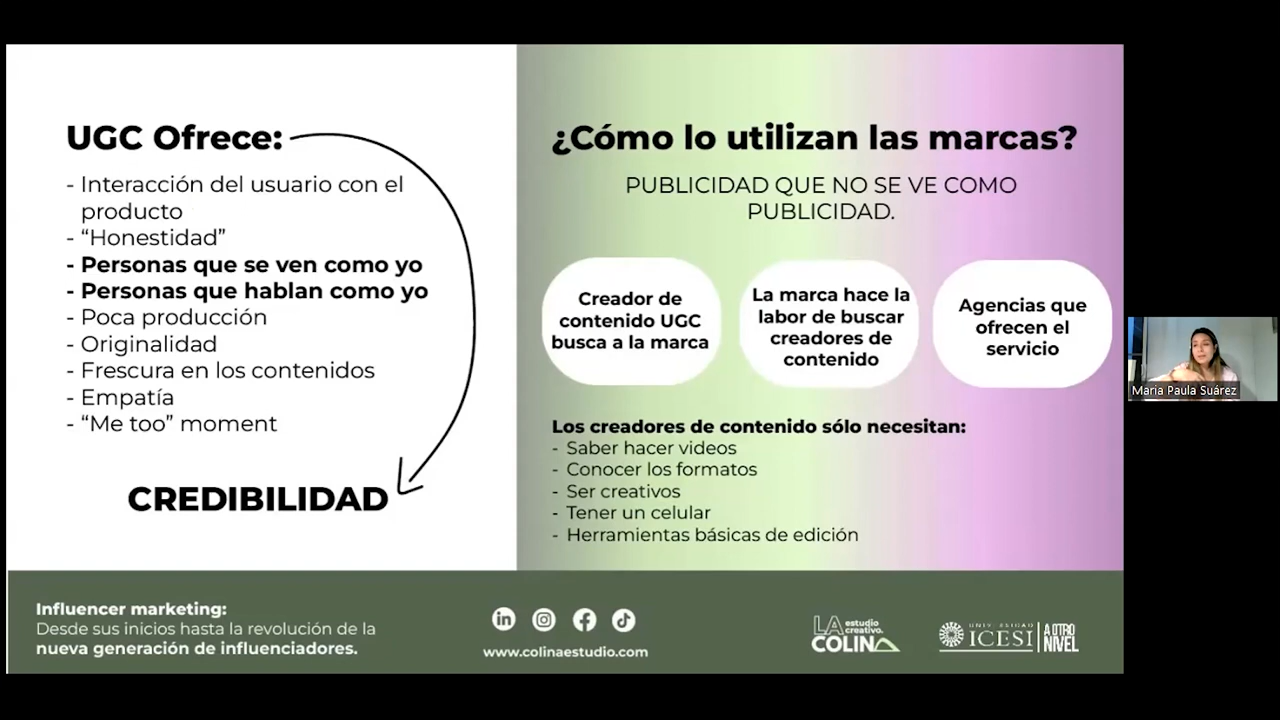 UGC Ofrece:
- Interacción del usuario con el
producto
- “Honestidad”
- Personas que se ven como yo
- Personas que hablan como yo
- Poca producción
- Originalidad
- Frescura en los contenidos
- Empatía
- “Me too” moment
CREDIBILIDAD
¿Cómo lo utilizan las marcas?
PUBLICIDAD QUE NO SE VE COMO
PUBLICIDAD.
Creador de
contenido UGC
busca a la marca
La marca hace la
labor de buscar
creadores de
contenido
Agencias que
ofrecen el
servicio
Los creadores de contenido sólo necesitan:
- Saber hacer videos
- Conocer los formatos
- Ser creativos
- Tener un celular
- Herramientas básicas de edición
Maria Paula Suárez
Influencer marketing:
Desde sus inicios hasta la revolución de la
nueva generación de influenciadores.
www.colinaestudio.com
LA estudio
creativo.
COLINA
UNIVERSIDAD
ICESI
A OTRO
NIVEL